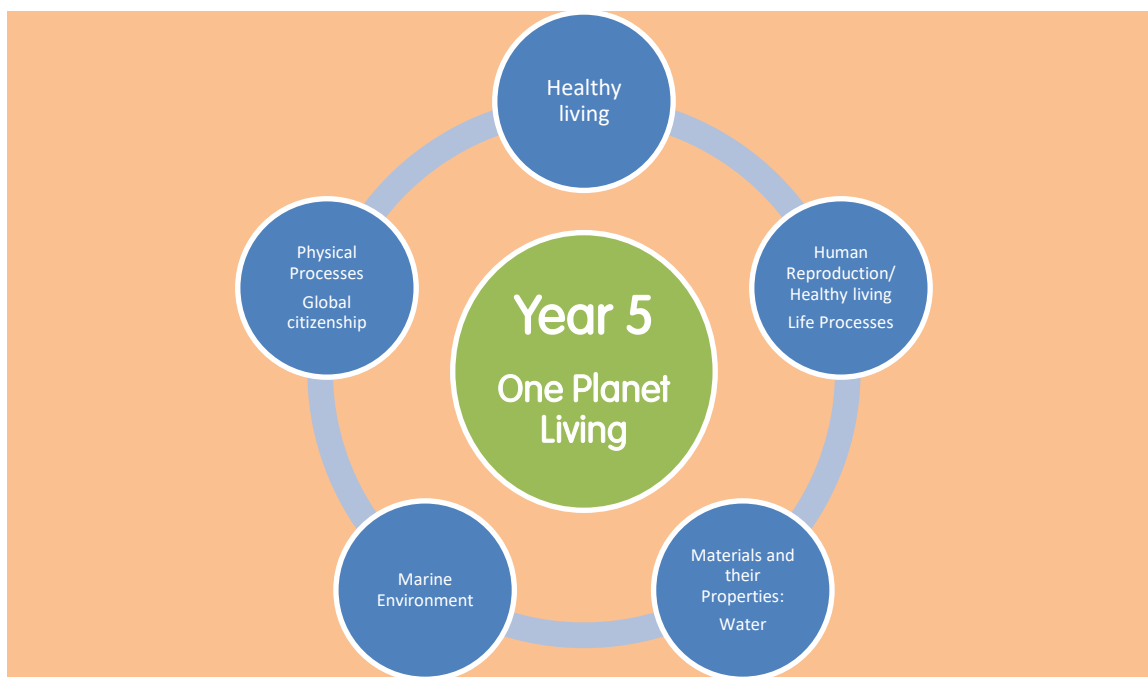 Healthy
living
Physical
Processes
Global
citizenship
Human
Reproduction/
Healthy living
Life Processes
Year 5
One Planet
Living
Marine
Environment
Materials and
their
Properties:
Water